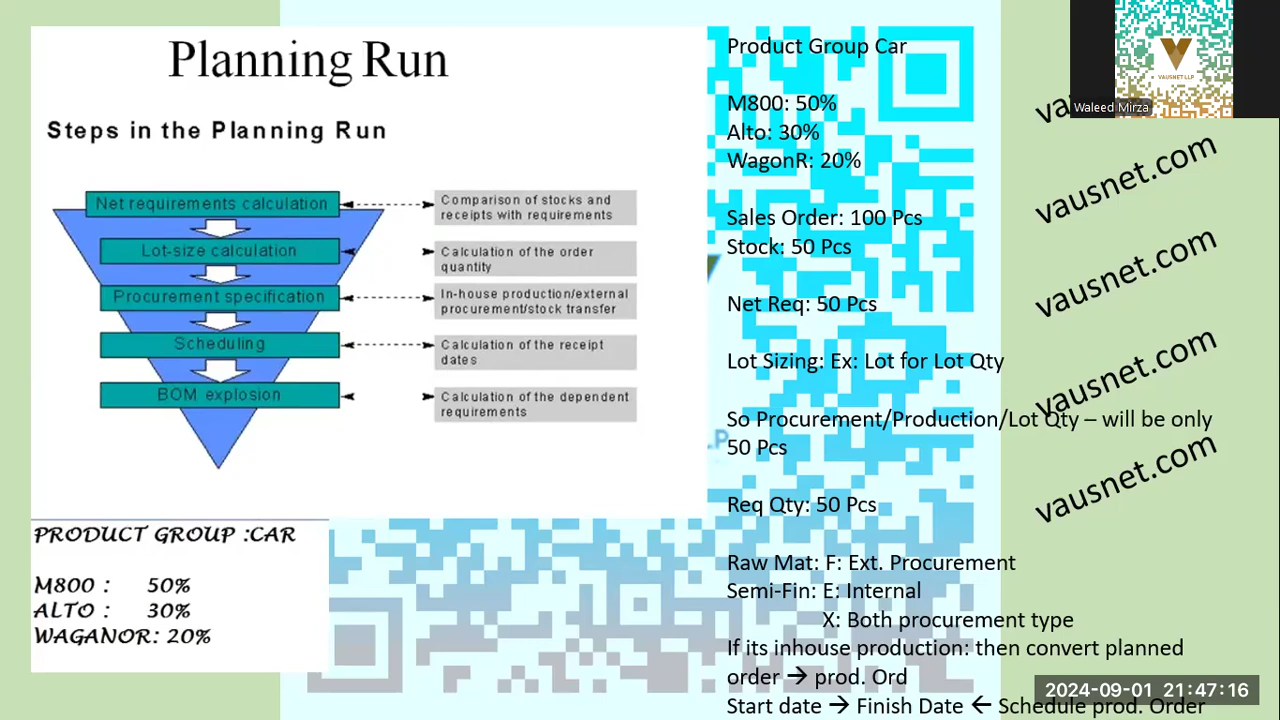 Planning Run
Steps in the Planning Run
Net requirements calculation
Comparison of stocks and
receipts with requirements
Lot-size calculation
Calculation of the order
quantity
Procurement specification
In-house production/external
procurement/stock transfer
Scheduling
Calculation of the receipt
dates
BOM explosion
Calculation of the dependent
requirements
PRODUCT GROUP :CAR
M800 : 50%
ALTO : 30%
WAGANOR: 20%
Product Group Car
M800: 50%
Alto: 30%
WagonR: 20%
Sales Order: 100 Pcs
Stock: 50 Pcs
Net Req: 50 Pcs
Lot Sizing: Ex: Lot for Lot Qty
So Procurement/Production/Lot Qty – will be only
50 Pcs
Req Qty: 50 Pcs
Raw Mat: F: Ext. Procurement
Semi-Fin: E: Internal
X: Both procurement type
If its inhouse production: then convert planned
order → prod. Ord
Start date → Finish Date ← Schedule prod. Order
VAUSNET LLP
Waleed Mirza
vausnet.com
vausnet.com
vausnet.com
vausnet.com
2024-09-01 21:47:16